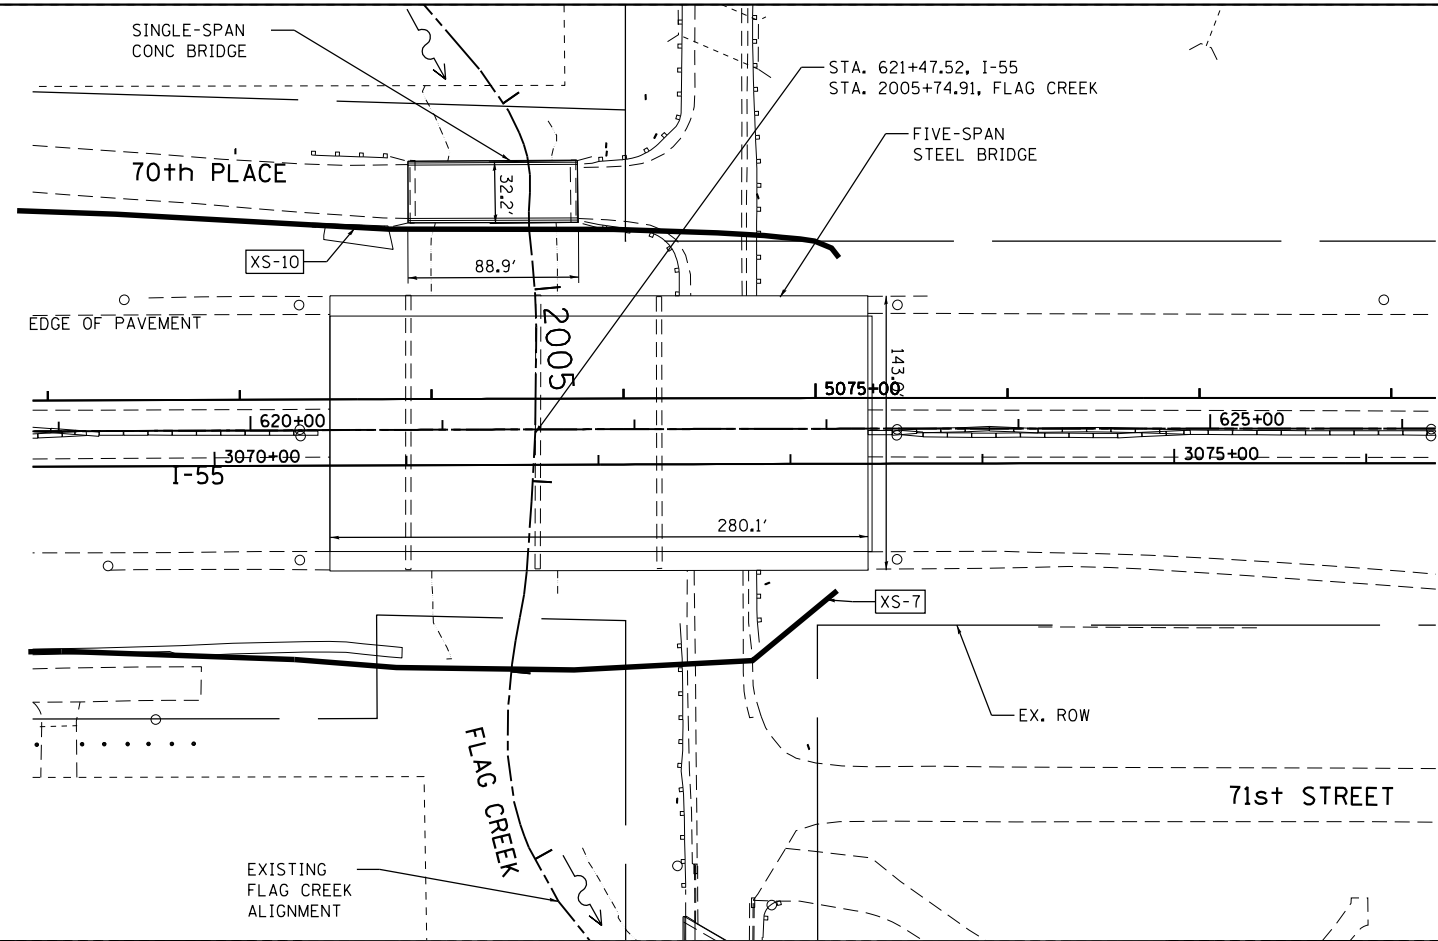 SINGLE-SPAN
CONC BRIDGE
STA. 621+47.52, I-55
STA. 2005+74.91, FLAG CREEK
FIVE-SPAN
STEEL BRIDGE
70th PLACE
32.2'
XS-10
88.9'
EDGE OF PAVEMENT
2005
5075+00
620+00
625+00
3070+00
3075+00
I-55
280.1'
XS-7
EX. ROW
FLAG CREEK
71st STREET
EXISTING
FLAG CREEK
ALIGNMENT